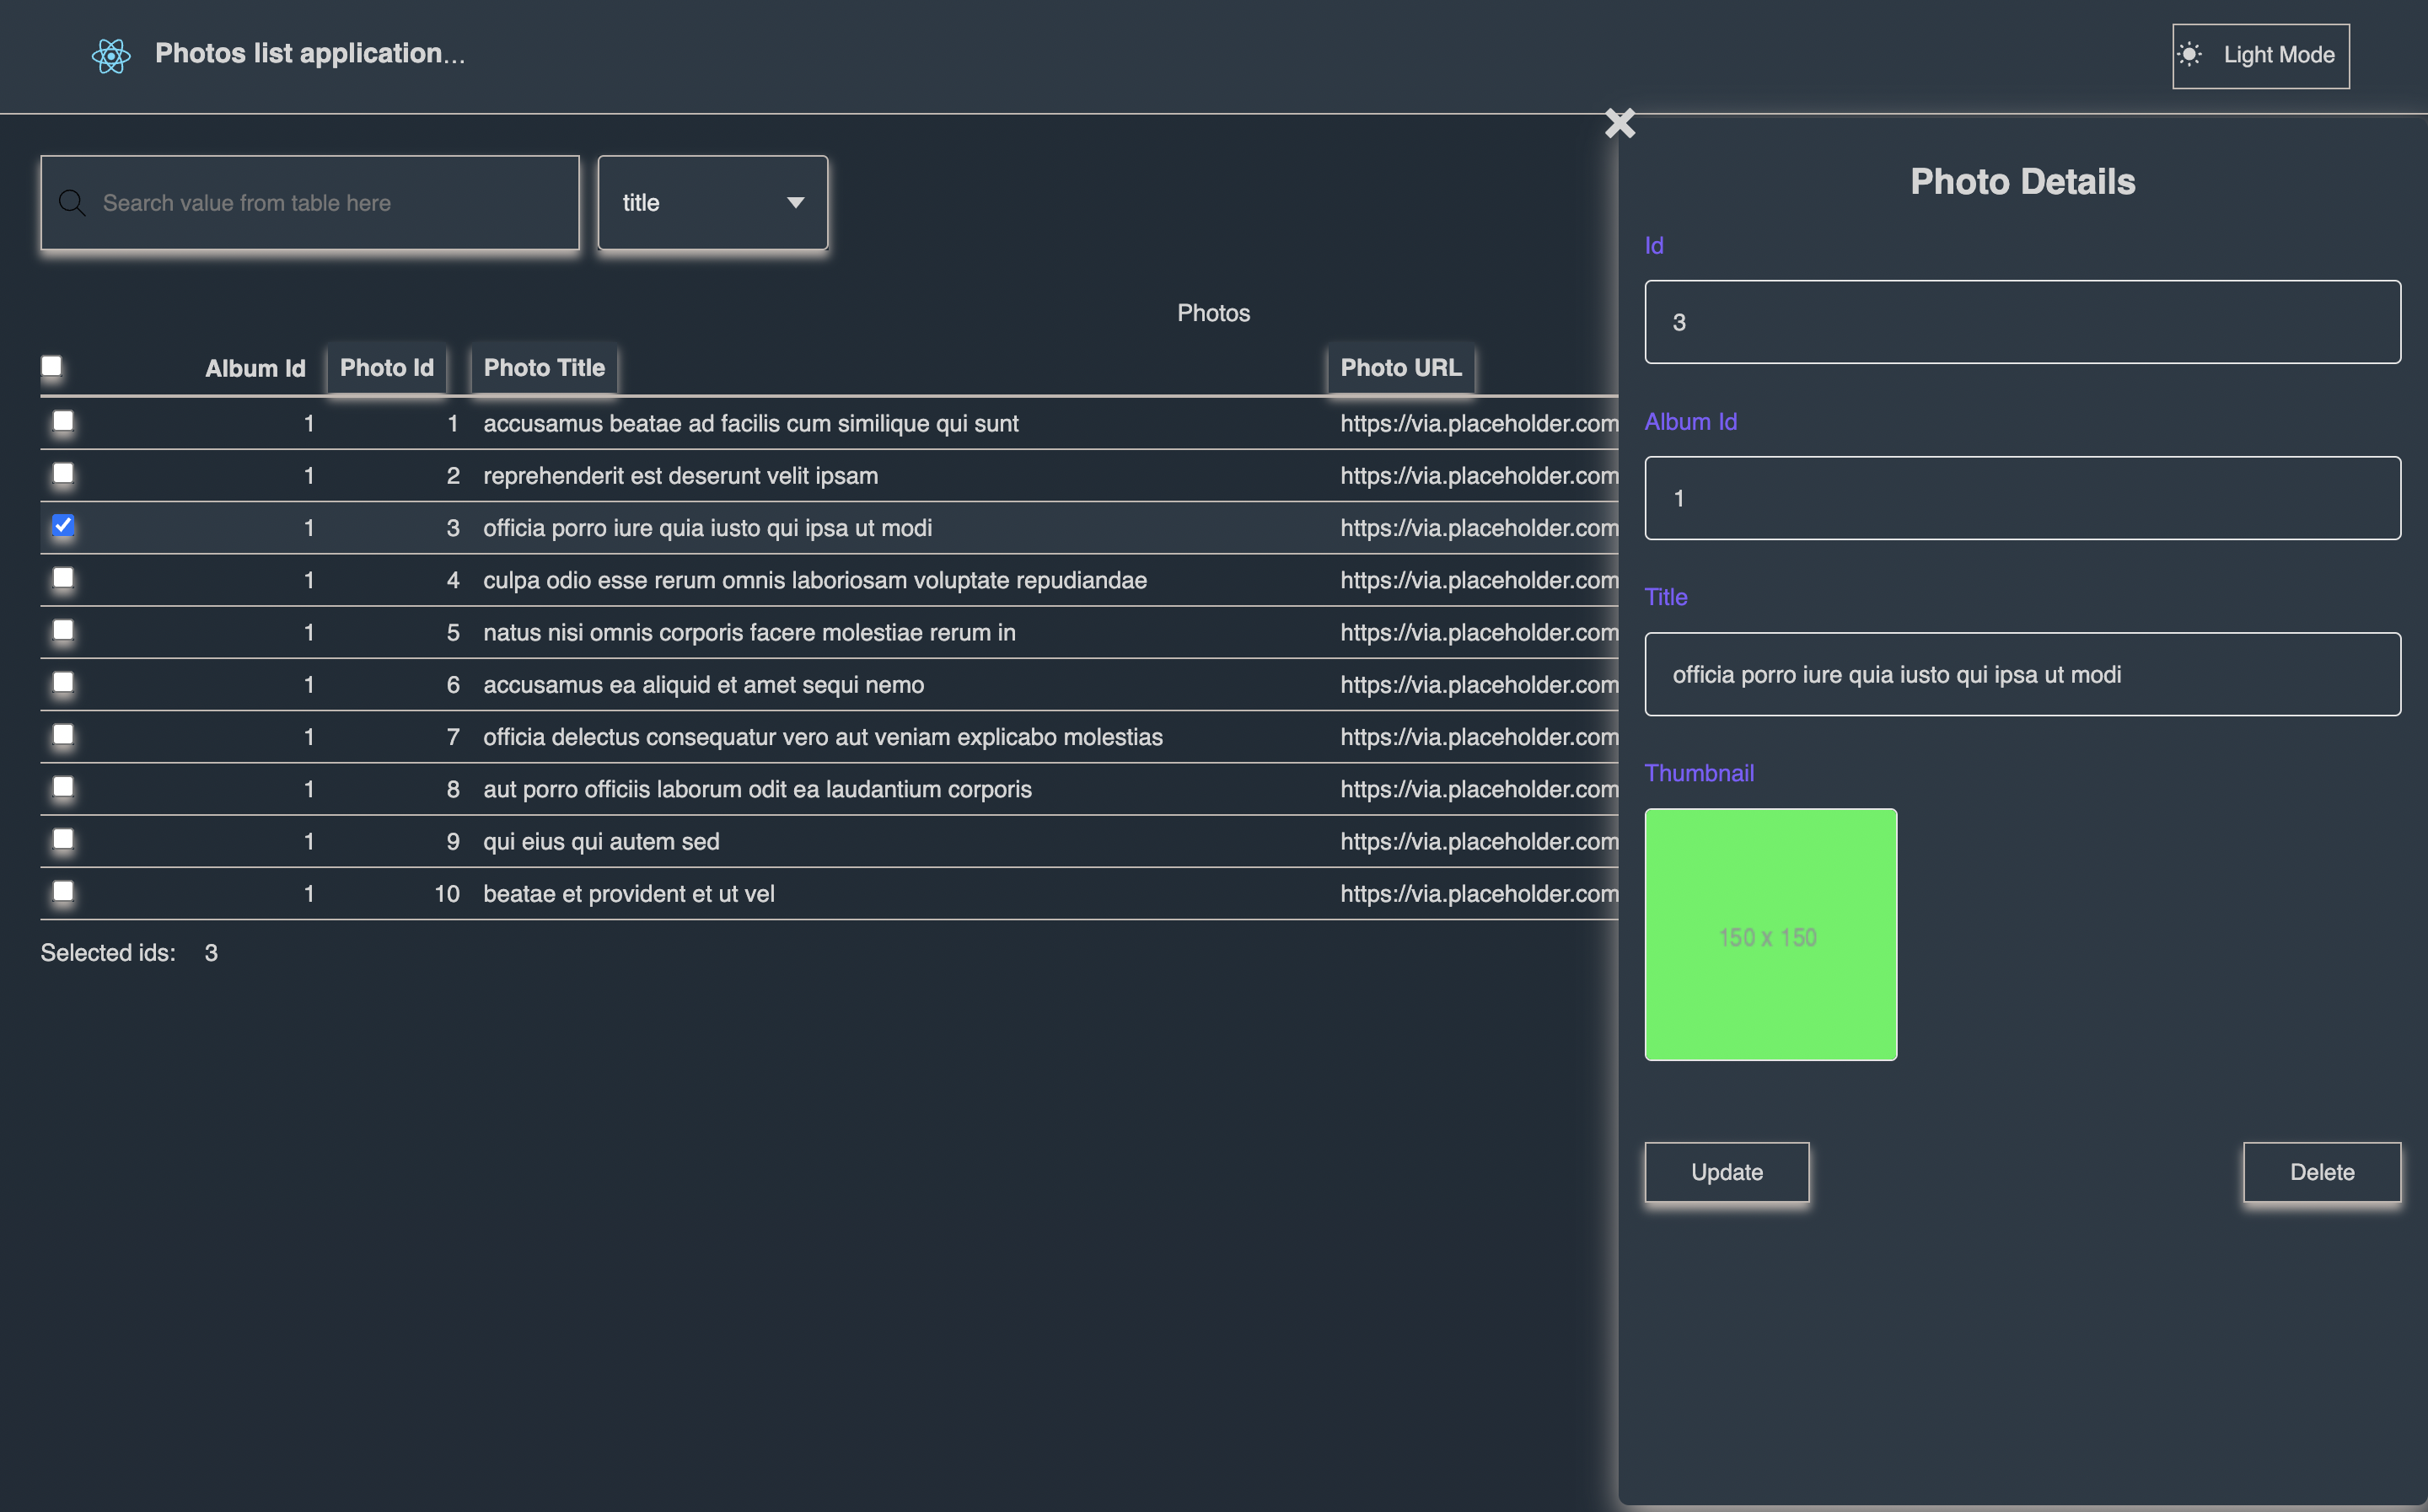 Photos list application...
Light Mode
Search value from table here
title
Photos
Album Id Photo Id Photo Title Photo URL
1 1 accusamus beatae ad facilis cum similique qui sunt https://via.placeholder.com
1 2 reprehenderit est deserunt velit ipsam https://via.placeholder.com
1 3 officia porro iure quia iusto qui ipsa ut modi https://via.placeholder.com
1 4 culpa odio esse rerum omnis laboriosam voluptate repudiandae https://via.placeholder.com
1 5 natus nisi omnis corporis facere molestiae rerum in https://via.placeholder.com
1 6 accusamus ea aliquid et amet sequi nemo https://via.placeholder.com
1 7 officia delectus consequatur vero aut veniam explicabo molestias https://via.placeholder.com
1 8 aut porro officiis laborum odit ea laudantium corporis https://via.placeholder.com
1 9 qui eius qui autem sed https://via.placeholder.com
1 10 beatae et provident et ut vel https://via.placeholder.com
Selected ids: 3
Photo Details
Id
3
Album Id
1
Title
officia porro iure quia iusto qui ipsa ut modi
Thumbnail
150 x 150
Update
Delete